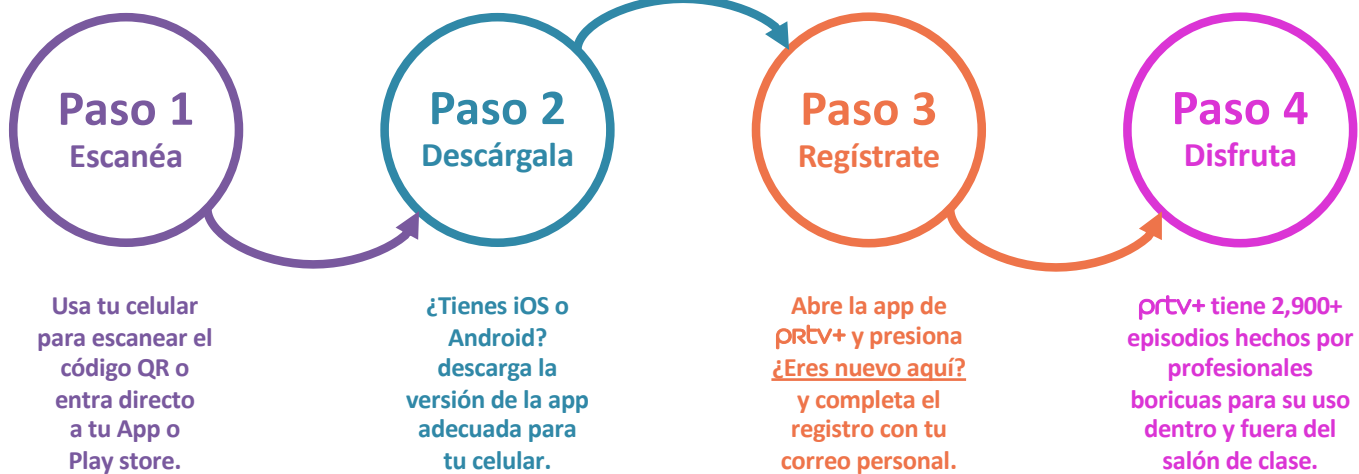 Paso 1
Escanéa
Usa tu celular
para escanear el
código QR o
entra directo
a tu App o
Play store.
Paso 2
Descárgala
¿Tienes iOS o
Android?
descarga la
versión de la app
adecuada para
tu celular.
Paso 3
Regístrate
Abre la app de
prtv+ y presiona
¿Eres nuevo aquí?
y completa el
registro con tu
correo personal.
Paso 4
Disfruta
prtv+ tiene 2,900+
episodios hechos por
profesionales
boricuas para su uso
dentro y fuera del
salón de clase.